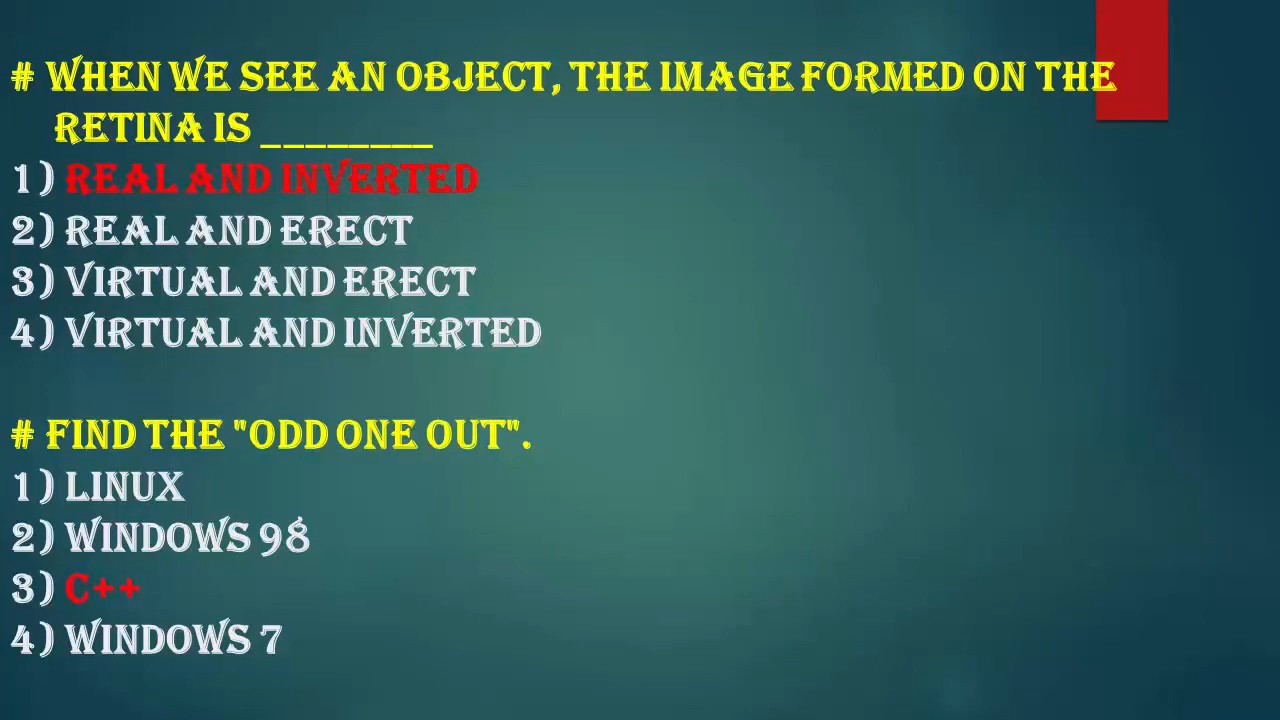 # WHEN WE SEE AN OBJECT, THE IMAGE FORMED ON THE
RETINA IS ________
1) REAL AND INVERTED
2) REAL AND ERECT
3) VIRTUAL AND ERECT
4) VIRTUAL AND INVERTED
# FIND THE "ODD ONE OUT".
1) LINUX
2) WINDOWS 98
3) C++
4) WINDOWS 7